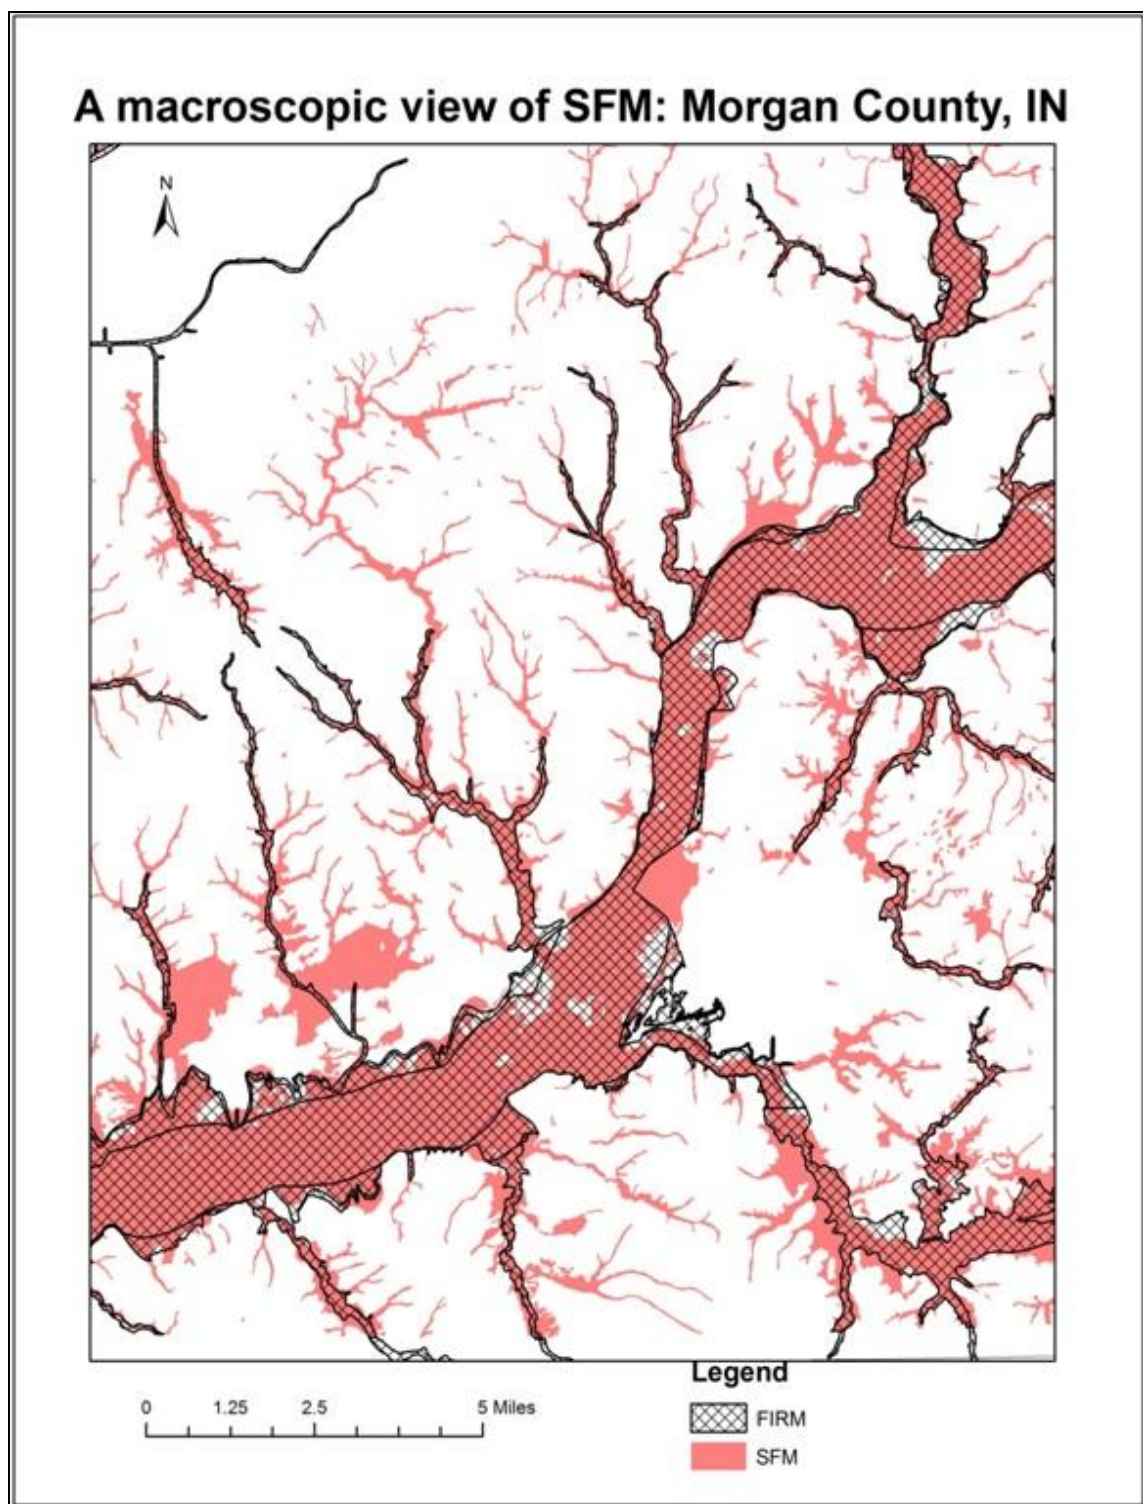 A macroscopic view of SFM: Morgan County, IN
N
0 1.25 2.5 5 Miles
Legend
FIRM
SFM